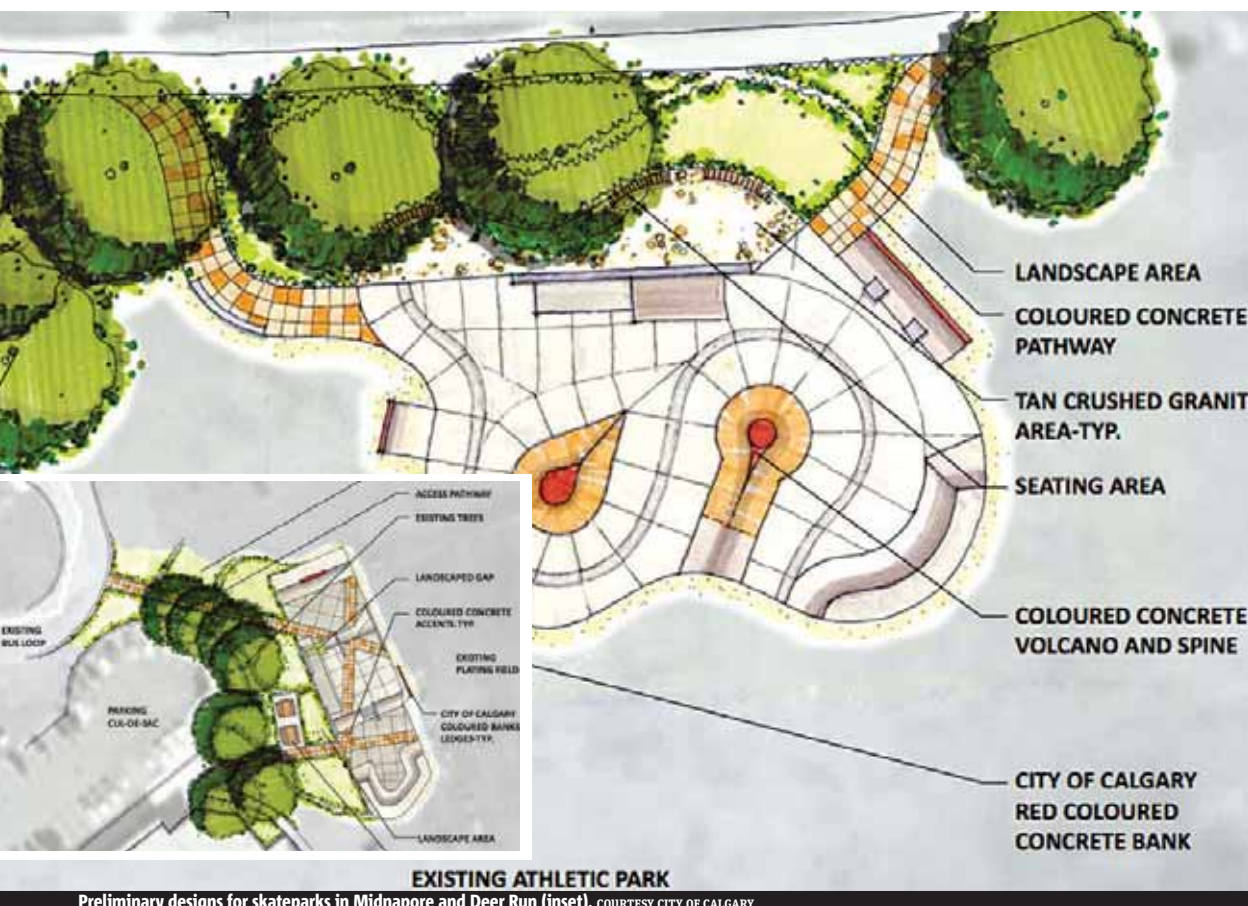 LANDSCAPE AREA
COLOURED CONCRETE
PATHWAY
TAN CRUSHED GRANIT
AREA-TYP.
SEATING AREA
COLOURED CONCRETE
VOLCANO AND SPINE
CITY OF CALGARY
RED COLOURED
CONCRETE BANK
EXISTING ATHLETIC PARK
ACCESS PATHWAY
EXISTING TREES
LANDSCAPED GAP
COLOURED CONCRETE
ACCENTS-TYP.
EXISTING
PLAYING FIELD
CITY OF CALGARY
COLOURED BANKS
LEDGES-TYP.
LANDSCAPE AREA
EXISTING
BUS LOOP
PARKING
CUL-DE-SAC
Preliminary designs for skateparks in Midnapore and Deer Run (inset). COURTESY CITY OF CALGARY